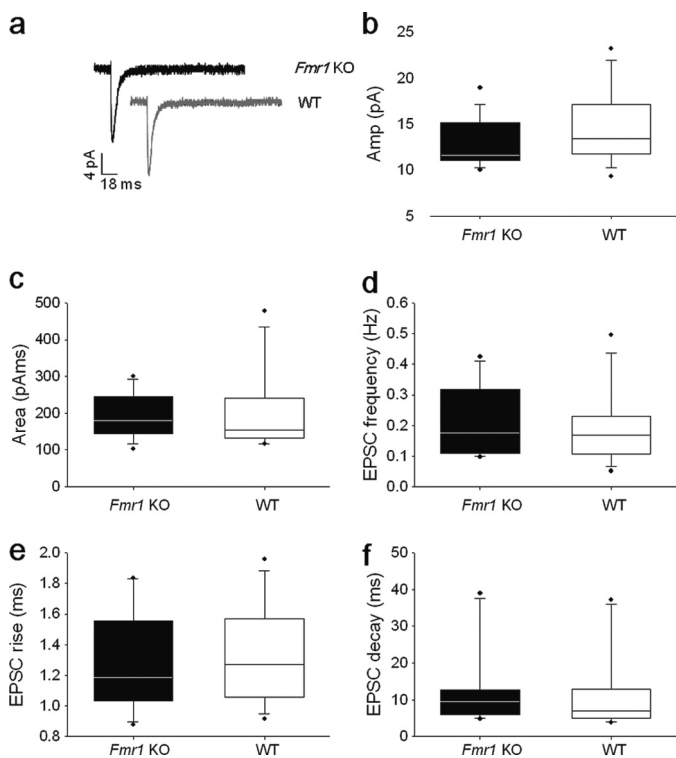 a
Fmr1 KO
WT
4 pA
18 ms
b
25
20
15
10
5
Amp (pA)
Fmr1 KO
WT
c
500
400
300
200
100
0
Area (pAms)
Fmr1 KO
WT
d
0.6
0.5
0.4
0.3
0.2
0.1
0.0
EPSC frequency (Hz)
Fmr1 KO
WT
e
2.0
1.8
1.6
1.4
1.2
1.0
0.8
EPSC rise (ms)
Fmr1 KO
WT
f
50
40
30
20
10
0
EPSC decay (ms)
Fmr1 KO
WT